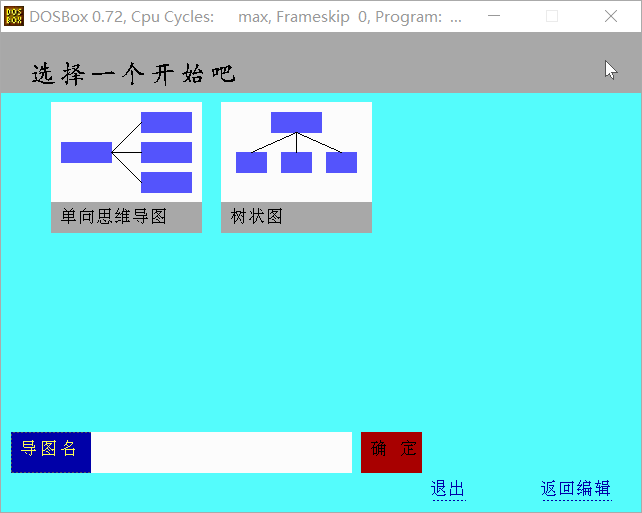 DOSBox 0.72, Cpu Cycles: max, Frameskip 0, Program: ...
选择一个开始吧
单向思维导图 树状图
导图名 确 定
退出 返回编辑